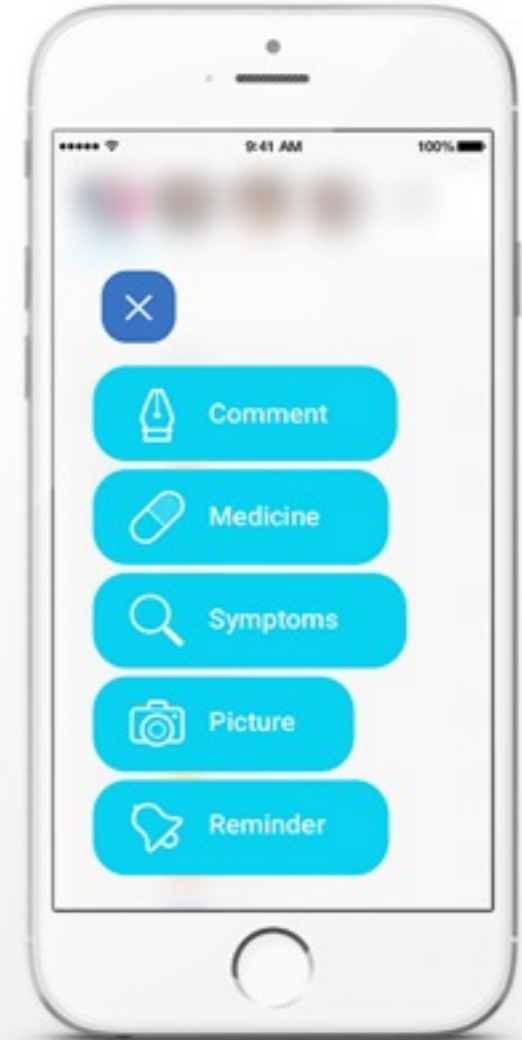 9:41 AM 100%
Comment
Medicine
Symptoms
Picture
Reminder